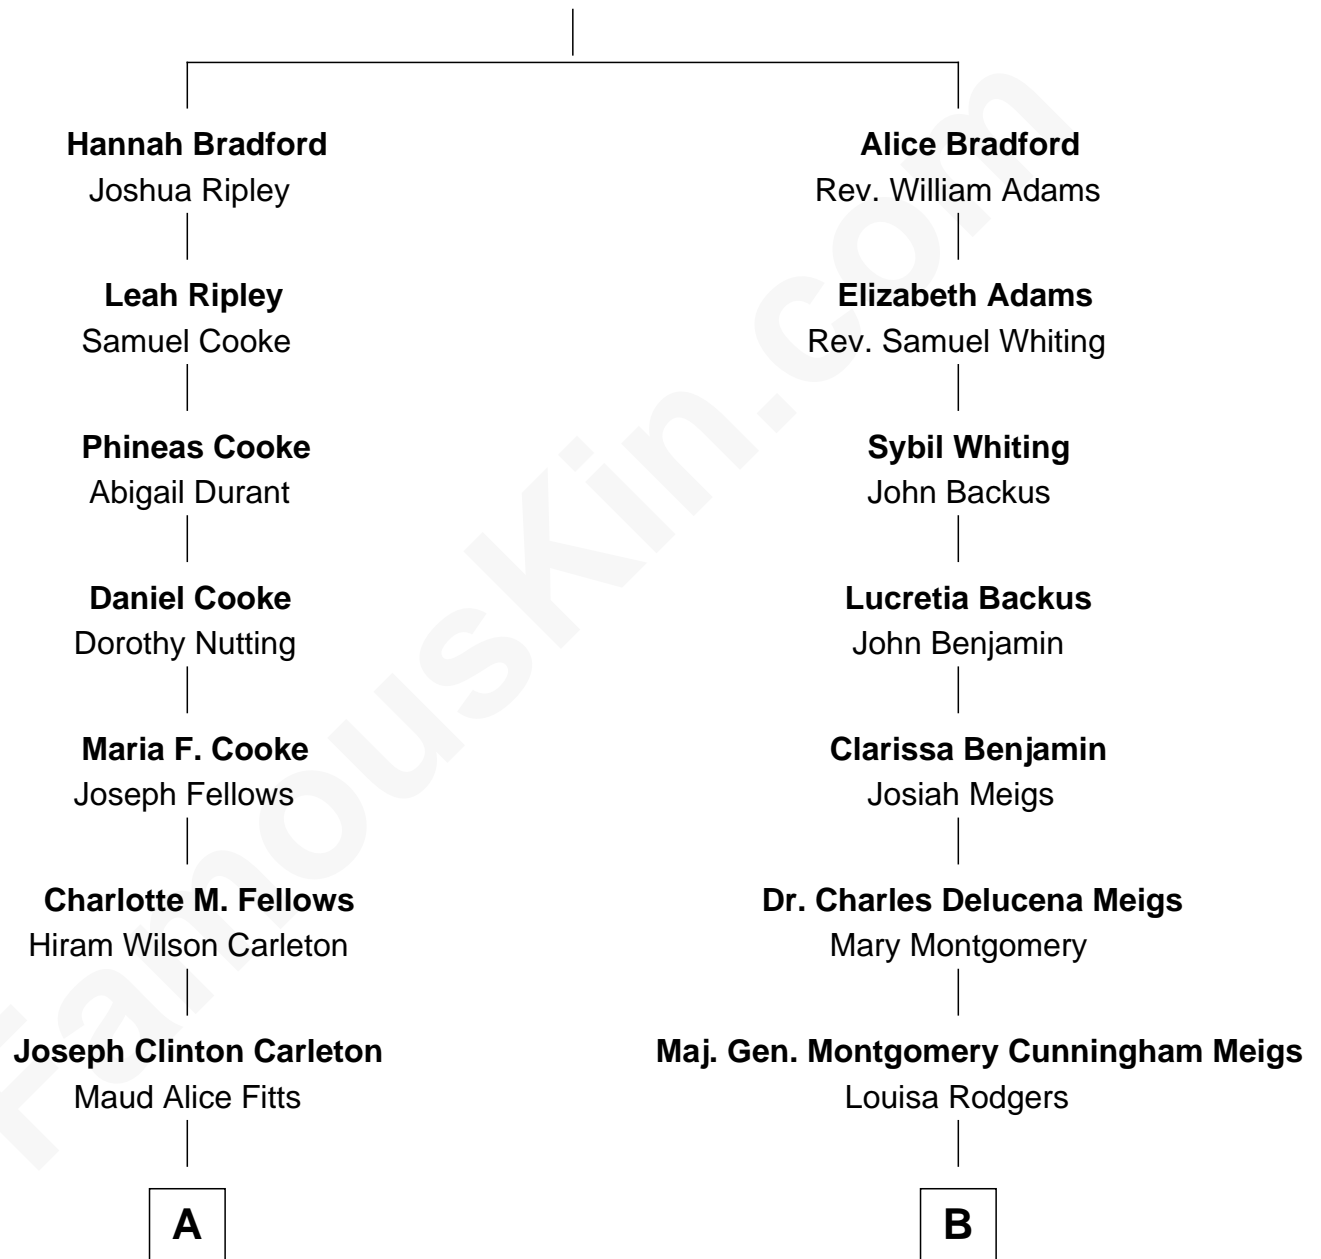 Hannah Bradford
Joshua Ripley
Leah Ripley
Samuel Cooke
Phineas Cooke
Abigail Durant
Daniel Cooke
Dorothy Nutting
Maria F. Cooke
Joseph Fellows
Charlotte M. Fellows
Hiram Wilson Carleton
Joseph Clinton Carleton
Maud Alice Fitts
A
Alice Bradford
Rev. William Adams
Elizabeth Adams
Rev. Samuel Whiting
Sybil Whiting
John Backus
Lucretia Backus
John Benjamin
Clarissa Benjamin
Josiah Meigs
Dr. Charles Delucena Meigs
Mary Montgomery
Maj. Gen. Montgomery Cunningham Meigs
Louisa Rodgers
B
FamousKin.com